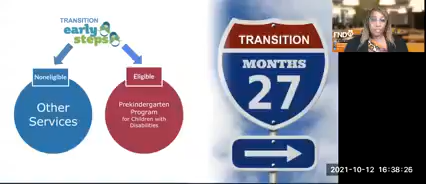 TRANSITION
early
steps
Noneligible
Eligible
Other
Services
Prekindergarten
Program
for Children with
Disabilities
TRANSITION
MONTHS
27
2021-10-12 16:38:26